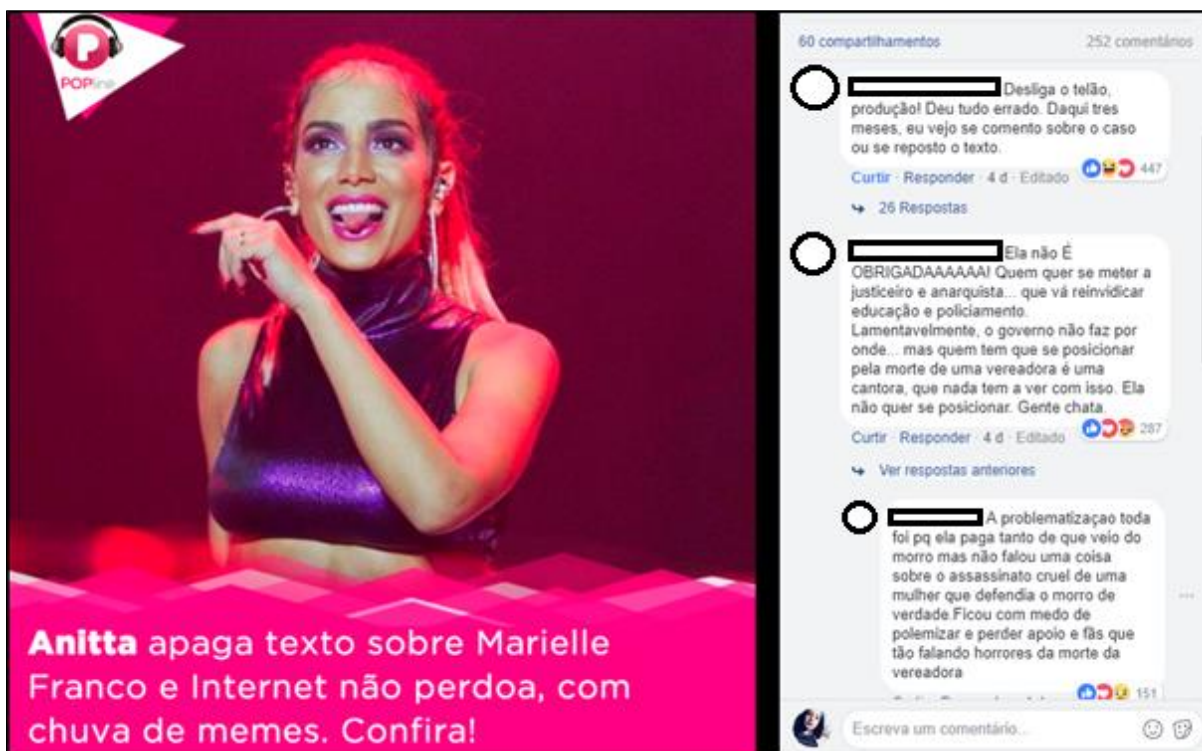 POPline
Anitta apaga texto sobre Marielle
Franco e Internet não perdoa, com
chuva de memes. Confira!
60 compartilhamentos 252 comentários
Desliga o telão,
produção! Deu tudo errado. Daqui tres
meses, eu vejo se comento sobre o caso
ou se reposto o texto.
Curtir · Responder · 4 d · Editado 447
26 Respostas
Ela não É
OBRIGADAAAAAA! Quem quer se meter a
justiceiro e anarquista... que vá reinvidicar
educação e policiamento.
Lamentavelmente, o governo não faz por
onde... mas quem tem que se posicionar
pela morte de uma vereadora é uma
cantora, que nada tem a ver com isso. Ela
não quer se posicionar. Gente chata.
Curtir · Responder · 4 d · Editado 287
Ver respostas anteriores
A problematizaçao toda
foi pq ela paga tanto de que veio do
morro mas não falou uma coisa
sobre o assassinato cruel de uma
mulher que defendia o morro de
verdade.Ficou com medo de
polemizar e perder apoio e fãs que
tão falando horrores da morte da
vereadora
151
Escreva um comentário...